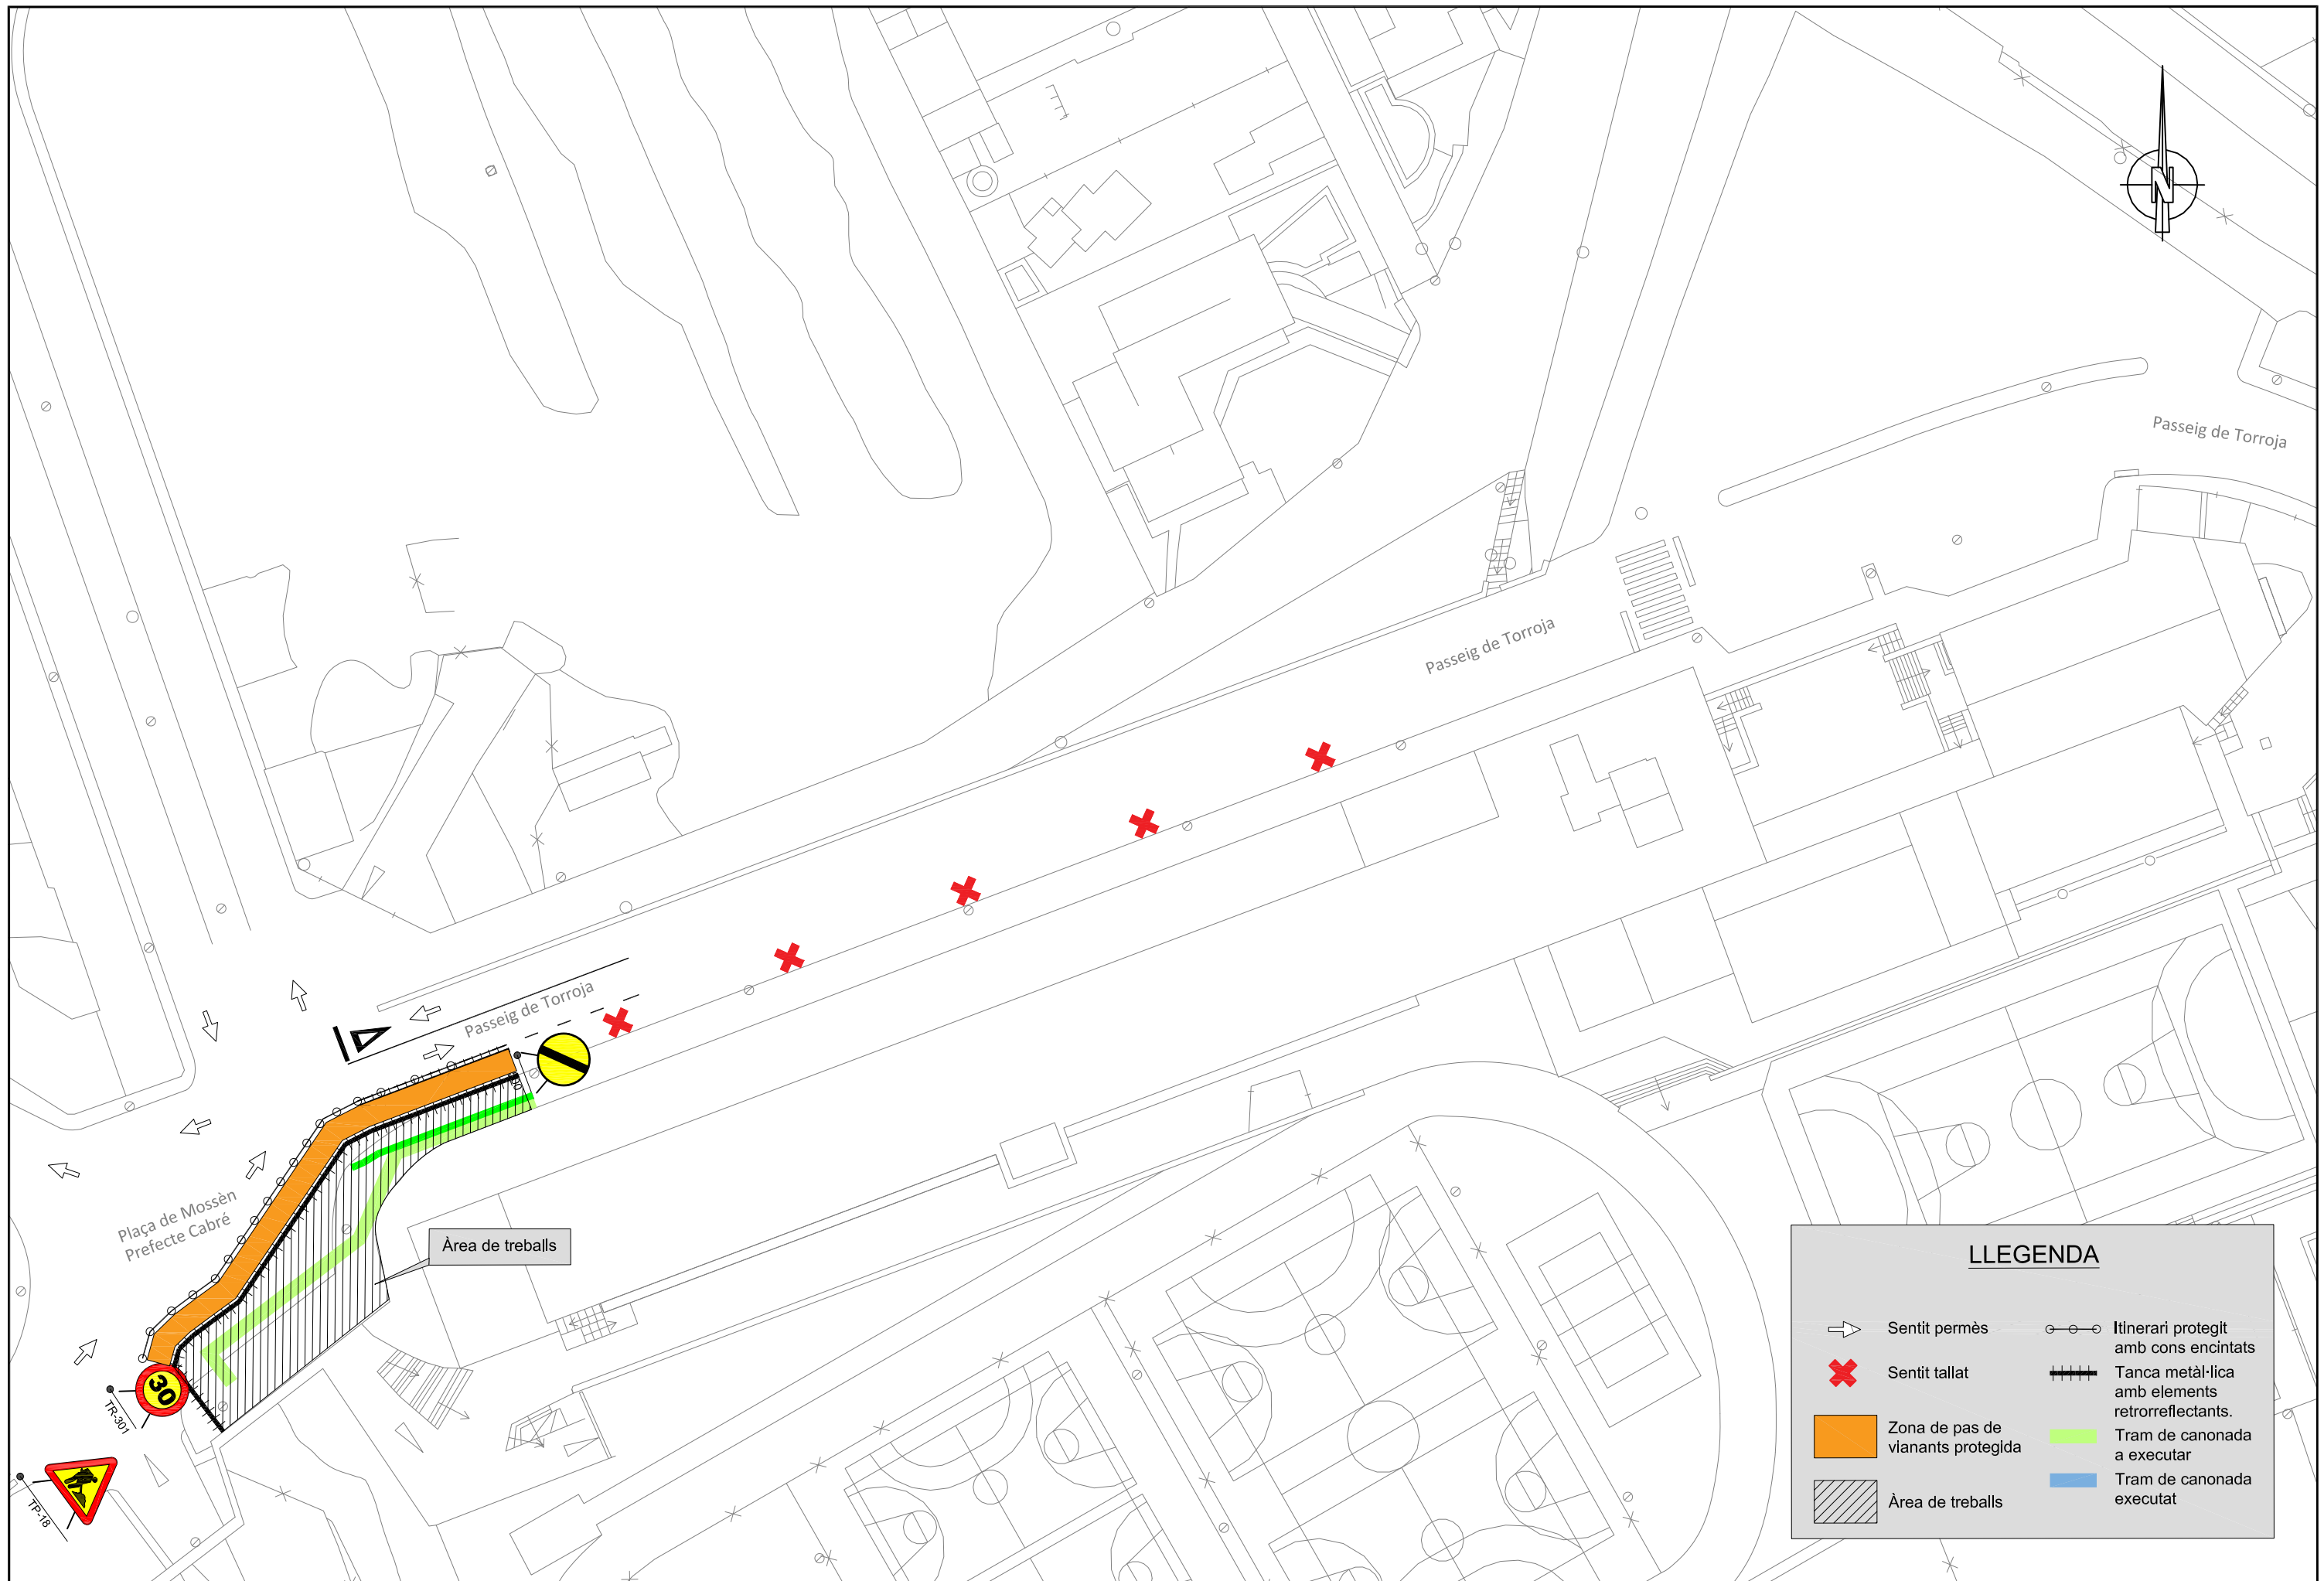 N
Passeig de Torroja
Passeig de Torroja
Passeig de Torroja
Plaça de Mossèn
Prefecte Cabré
Àrea de treballs
30
TR-301
TP-18
LLEGENDA
Sentit permès
Sentit tallat
Zona de pas de
vianants protegida
Àrea de treballs
Itinerari protegit
amb cons encintats
Tanca metàl·lica
amb elements
retrorreflectants.
Tram de canonada
a executar
Tram de canonada
executat